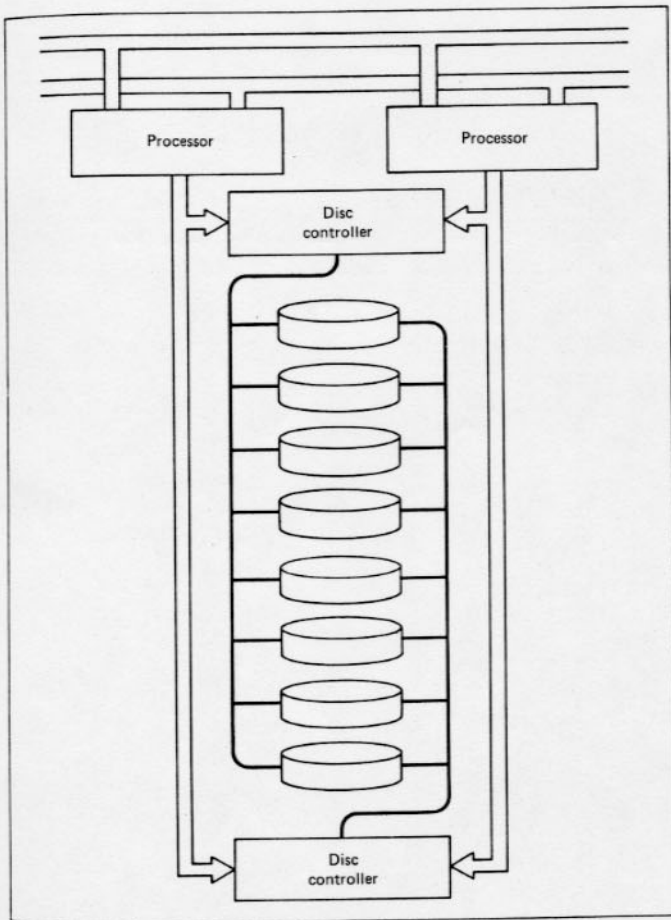 Processor
Processor
Disc
controller
Disc
controller